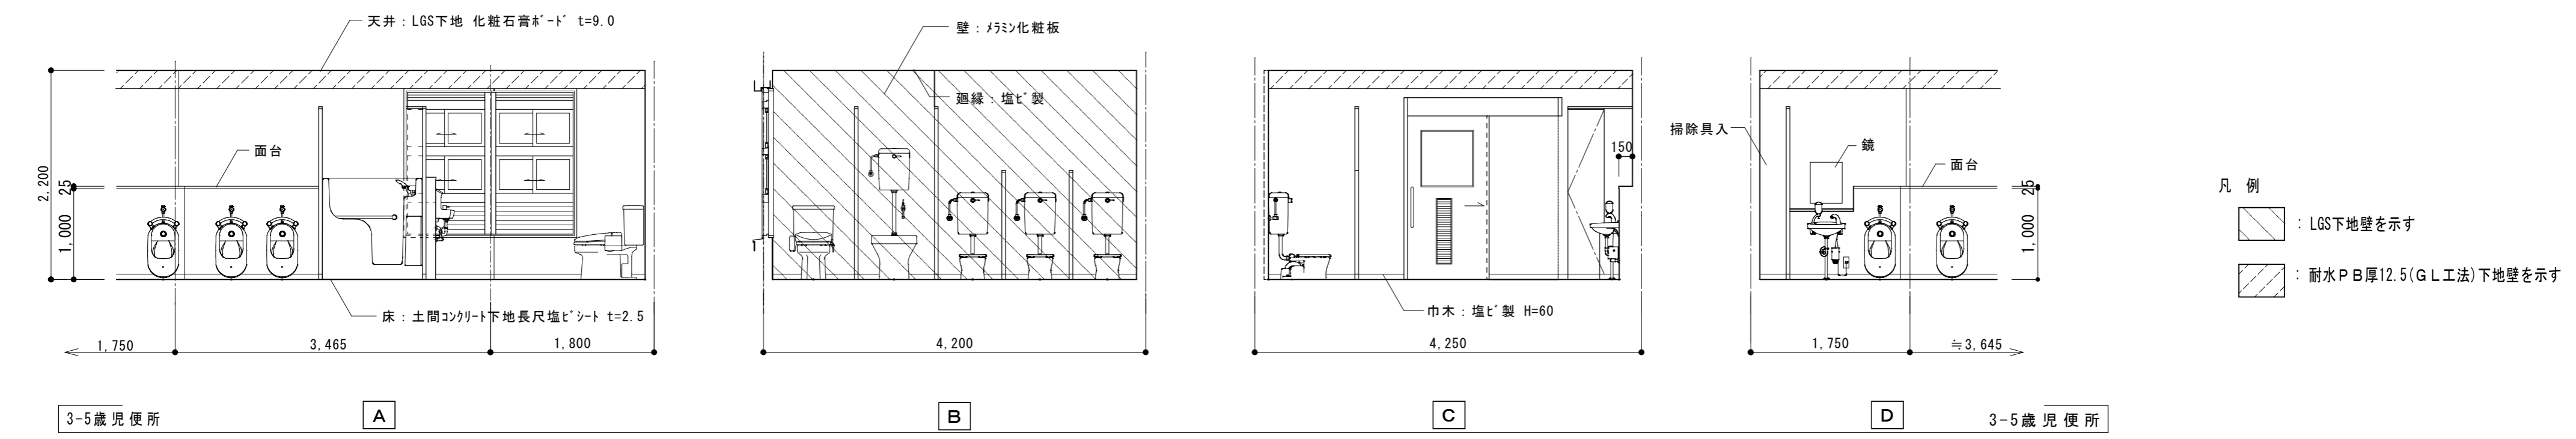 天井：LGS下地 化粧石膏ﾎﾞｰﾄﾞ t=9.0
面台
2,200
25
1,000
床：土間ｺﾝｸﾘｰﾄ下地長尺塩ﾋﾞｼｰﾄ t=2.5
1,750
3,465
1,800
3-5歳児便所
A
壁：ﾒﾗﾐﾝ化粧板
廻縁：塩ﾋﾞ製
4,200
B
150
巾木：塩ﾋﾞ製 H=60
4,250
C
掃除具入
鏡
面台
25
1,000
1,750
≒3,645
D
3-5歳児便所
凡 例
：LGS下地壁を示す
：耐水ＰＢ厚12.5(ＧＬ工法)下地壁を示す